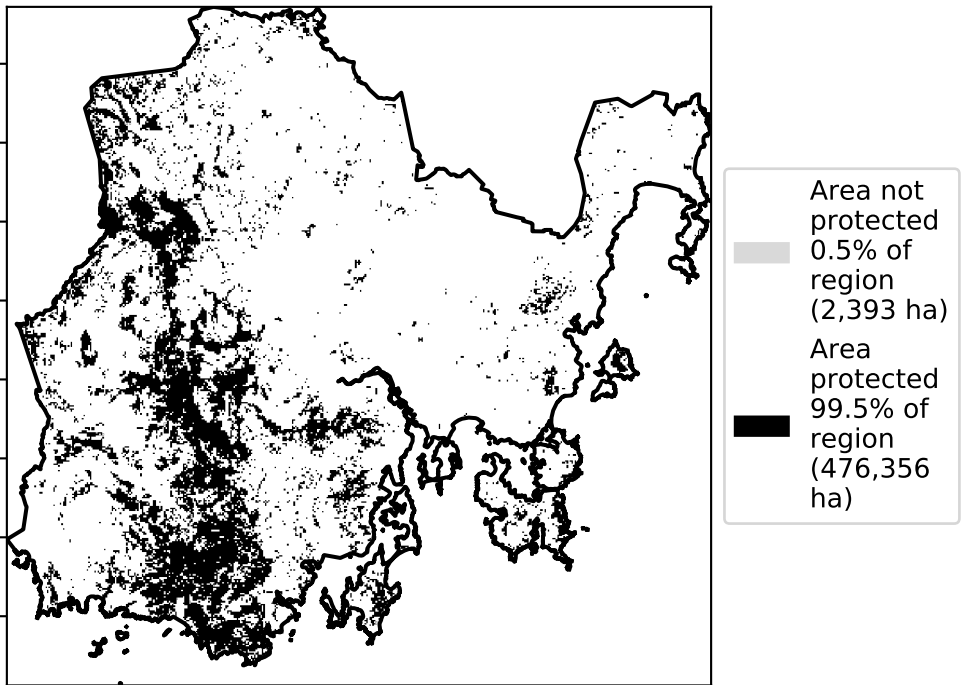 Area not
protected
0.5% of
region
(2,393 ha)
Area
protected
99.5% of
region
(476,356
ha)